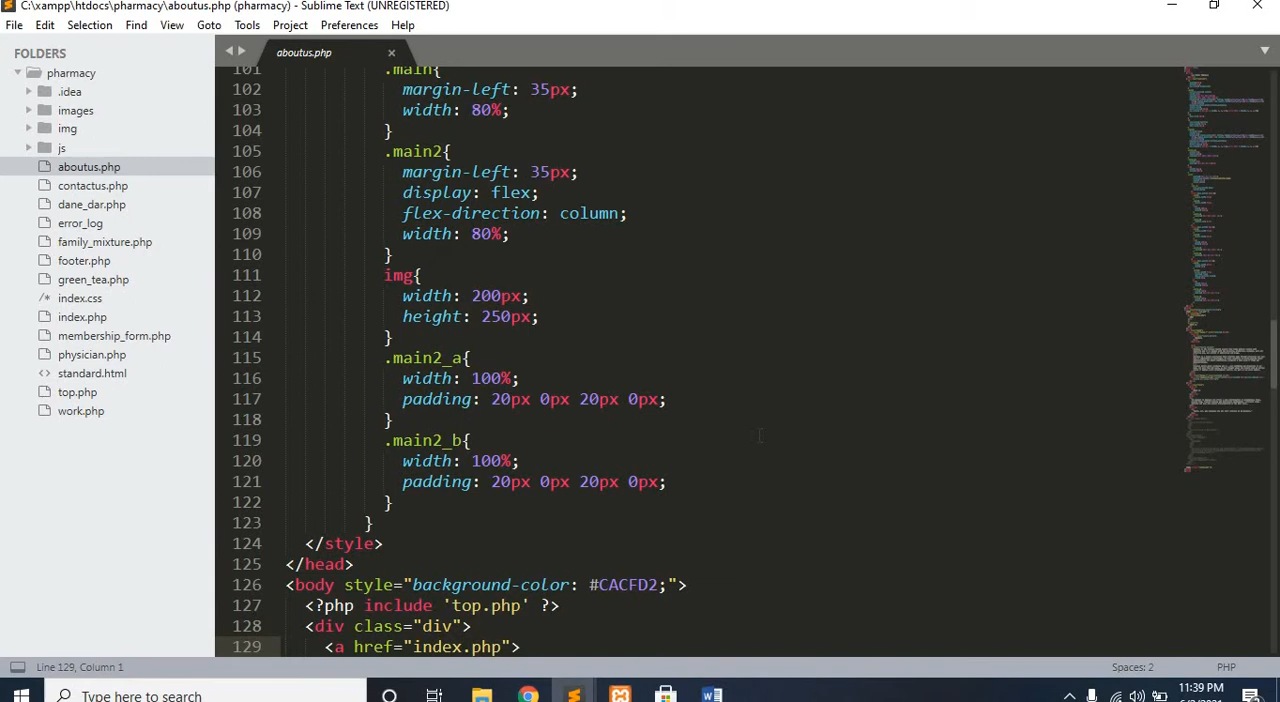 C:\xampp\htdocs\pharmacy\aboutus.php (pharmacy) - Sublime Text (UNREGISTERED)
File Edit Selection Find View Goto Tools Project Preferences Help
FOLDERS
pharmacy
.idea
images
img
js
aboutus.php
contactus.php
dane_dar.php
error_log
family_mixture.php
footer.php
green_tea.php
index.css
index.php
membership_form.php
physician.php
standard.html
top.php
work.php
aboutus.php
101 .main{
102 margin-left: 35px;
103 width: 80%;
104 }
105 .main2{
106 margin-left: 35px;
107 display: flex;
108 flex-direction: column;
109 width: 80%;
110 }
111 img{
112 width: 200px;
113 height: 250px;
114 }
115 .main2_a{
116 width: 100%;
117 padding: 20px 0px 20px 0px;
118 }
119 .main2_b{
120 width: 100%;
121 padding: 20px 0px 20px 0px;
122 }
123 }
124 </style>
125 </head>
126 <body style="background-color: #CACFD2;">
127 <?php include 'top.php' ?>
128 <div class="div">
129 <a href="index.php">
Line 129, Column 1
Spaces: 2 PHP
Type here to search
11:39 PM